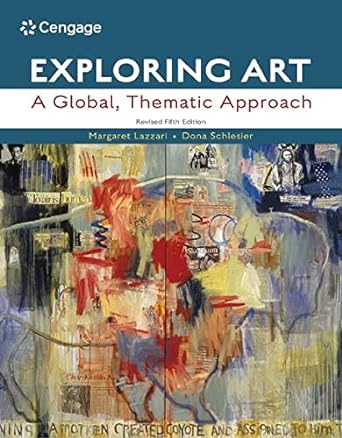 Cengage
EXPLORING ART
A Global, Thematic Approach
Revised Fifth Edition
Margaret Lazzari • Dona Schlesier
CREATED COYOTE AND ASSIGNED TO HIM